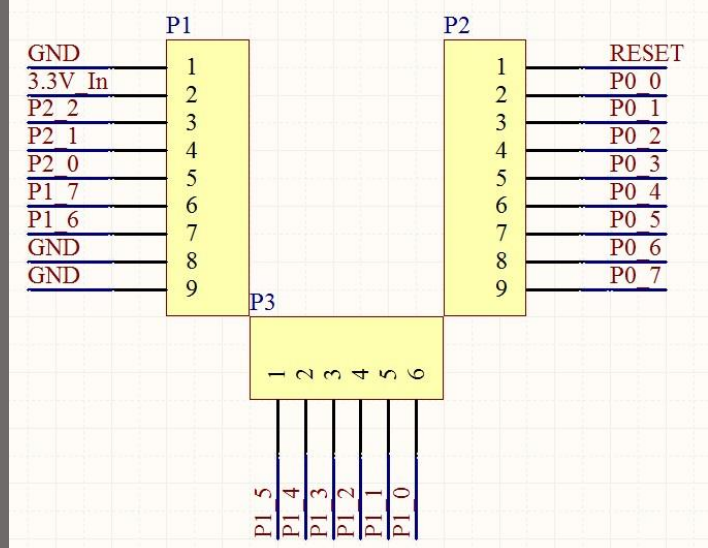 P1
GND 1
3.3V_In 2
P2_2 3
P2_1 4
P2_0 5
P1_7 6
P1_6 7
GND 8
GND 9
P2
1 RESET
2 P0_0
3 P0_1
4 P0_2
5 P0_3
6 P0_4
7 P0_5
8 P0_6
9 P0_7
P3
1 2 3 4 5 6
P1_5 P1_4 P1_3 P1_2 P1_1 P1_0